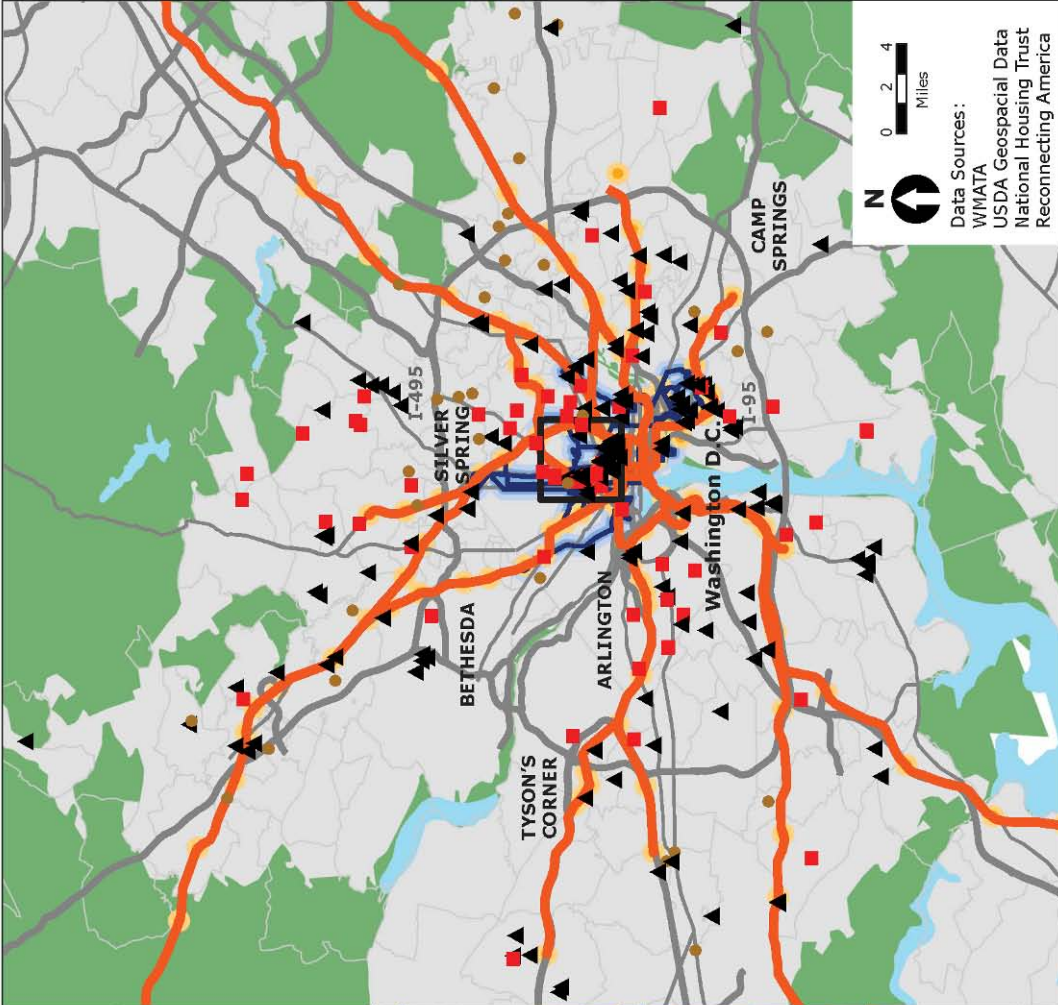 I-495
SILVER
SPRING
BETHESDA
TYSON'S
CORNER
ARLINGTON
Washington D.C.
I-95
CAMP
SPRINGS
N
0 2 4
Miles
Data Sources:
WMATA
USDA Geospacial Data
National Housing Trust
Reconnecting America